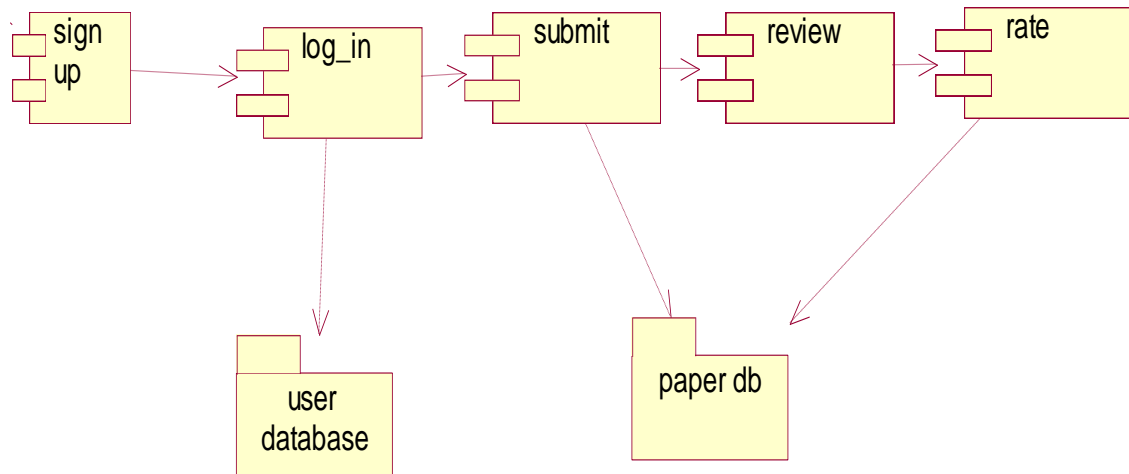 sign
up
log_in
submit
review
rate
user
database
paper db